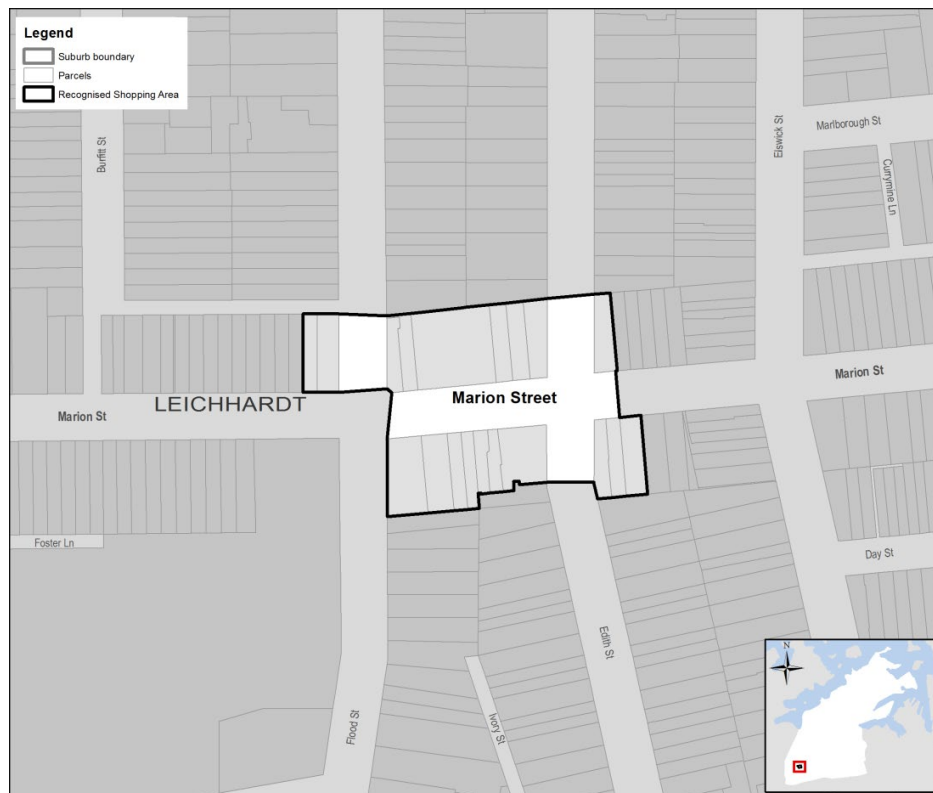 Legend
Suburb boundary
Parcels
Recognised Shopping Area
Burfitt St
Elswick St
Marlborough St
Currymine Ln
Marion St
Marion Street
LEICHHARDT
Marion St
Foster Ln
Day St
Edith St
Ivory St
Flood St
N